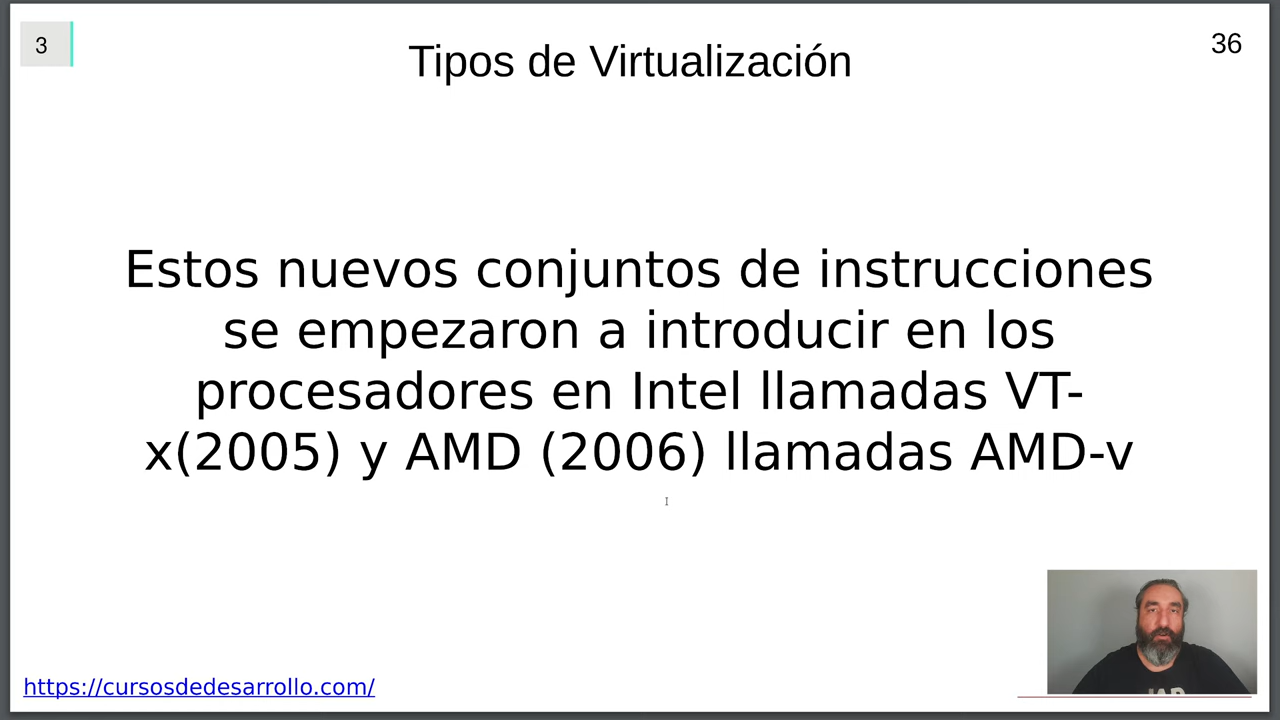 3
Tipos de Virtualización
36
Estos nuevos conjuntos de instrucciones
se empezaron a introducir en los
procesadores en Intel llamadas VT-
x(2005) y AMD (2006) llamadas AMD-v
https://cursosdedesarrollo.com/